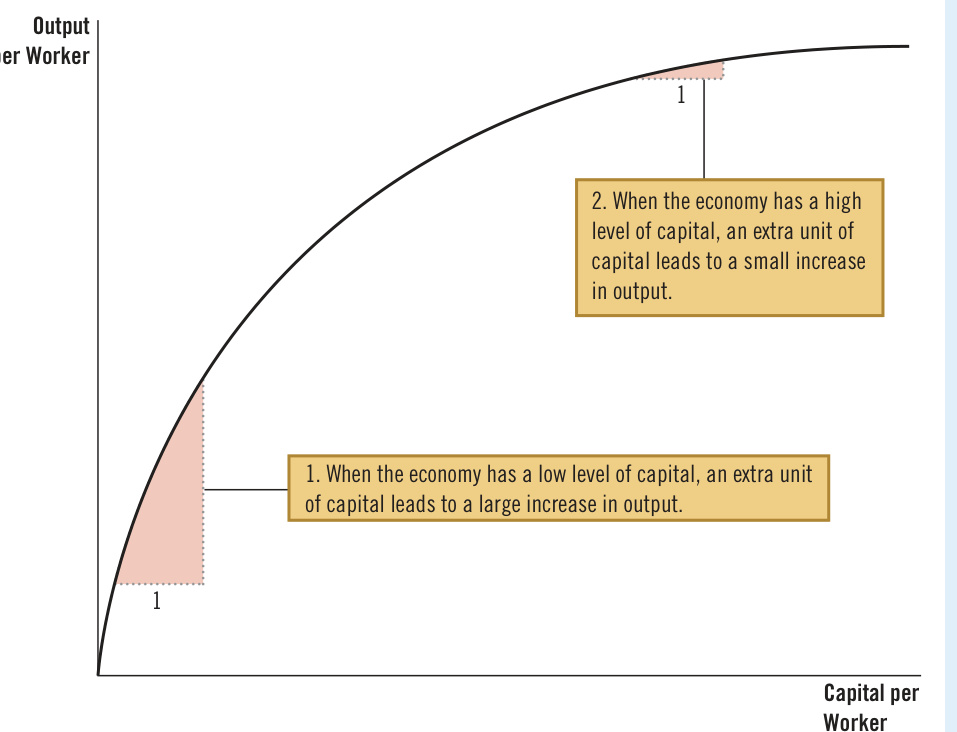 Output
er Worker
1
2. When the economy has a high
level of capital, an extra unit of
capital leads to a small increase
in output.
1. When the economy has a low level of capital, an extra unit
of capital leads to a large increase in output.
1
Capital per
Worker